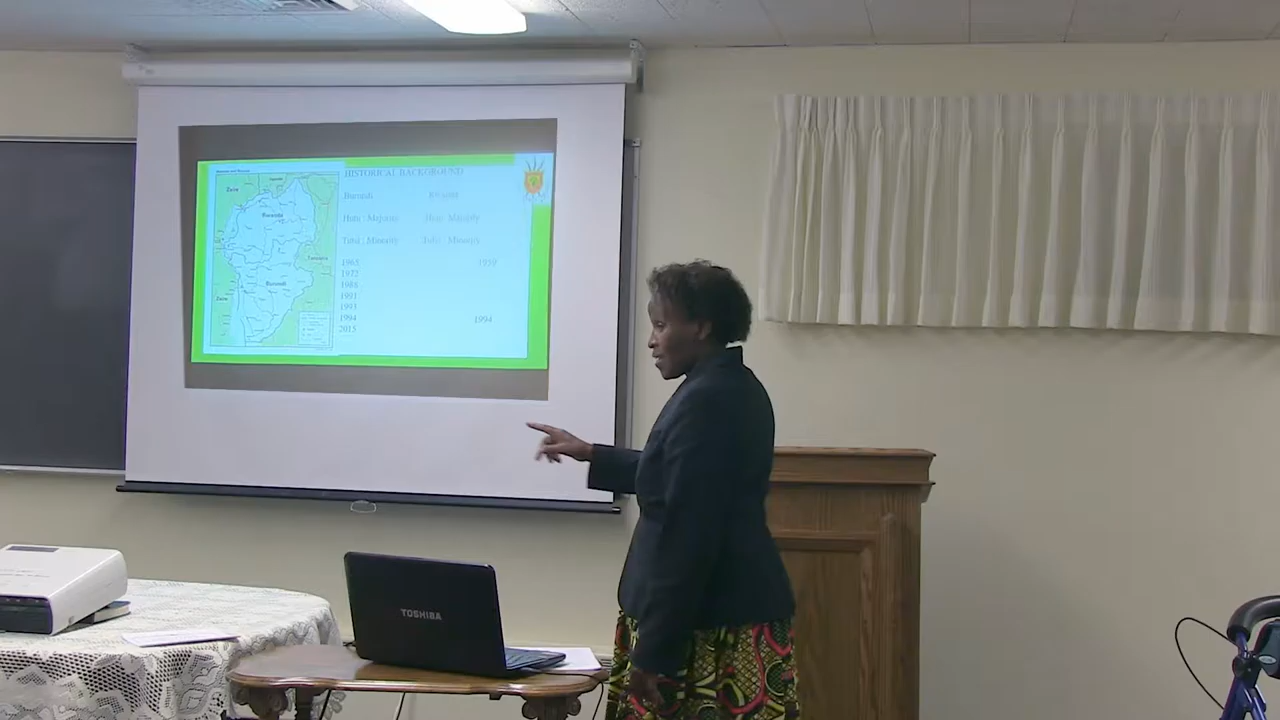 HISTORICAL BACKGROUND
Burundi Rwanda
Hutu : Majority Hutu : Majority
Tutsi : Minority Tutsi : Minority
1965 1959
1972
1988
1991
1993
1994 1994
2015
Zaire
Rwanda
Tanzania
Burundi
Zaire
TOSHIBA